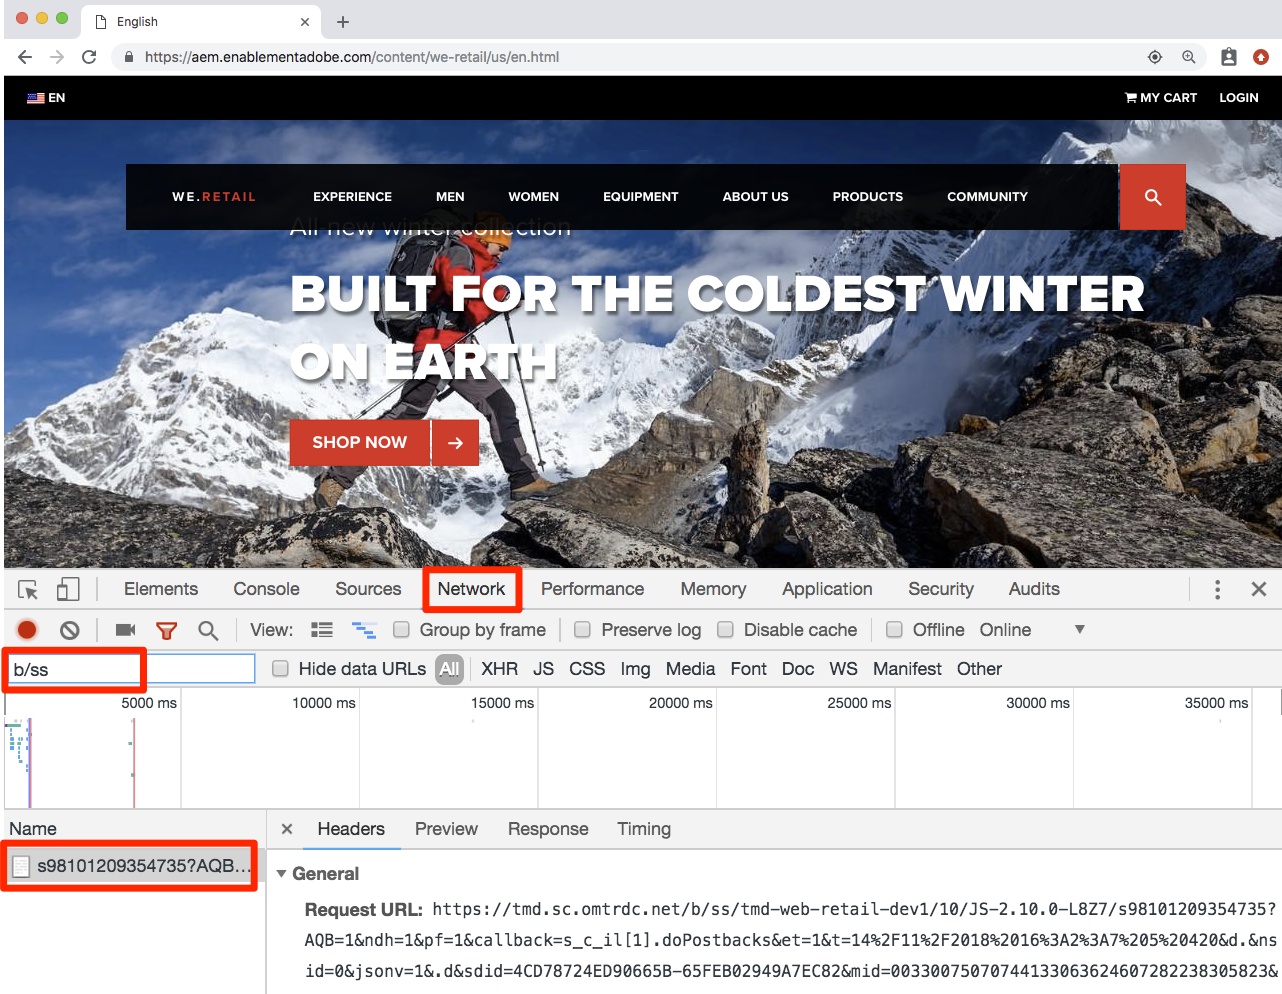 English
https://aem.enablementadobe.com/content/we-retail/us/en.html
EN
MY CART LOGIN
WE.RETAIL EXPERIENCE MEN WOMEN EQUIPMENT ABOUT US PRODUCTS COMMUNITY
All new winter collection
BUILT FOR THE COLDEST WINTER
ON EARTH
SHOP NOW
Elements Console Sources Network Performance Memory Application Security Audits
View: Group by frame Preserve log Disable cache Offline Online
b/ss Hide data URLs All XHR JS CSS Img Media Font Doc WS Manifest Other
5000 ms 10000 ms 15000 ms 20000 ms 25000 ms 30000 ms 35000 ms
Name Headers Preview Response Timing
s98101209354735?AQB...
General
Request URL: https://tmd.sc.omtrdc.net/b/ss/tmd-web-retail-dev1/10/JS-2.10.0-L8Z7/s98101209354735?
AQB=1&ndh=1&pf=1&callback=s_c_il[1].doPostbacks&et=1&t=14%2F11%2F2018%2016%3A2%3A7%205%20420&d.&ns
id=0&jsonv=1&.d&sdid=4CD78724ED90665B-65FEB02949A7EC82&mid=00330075070744133063624607282238305823&